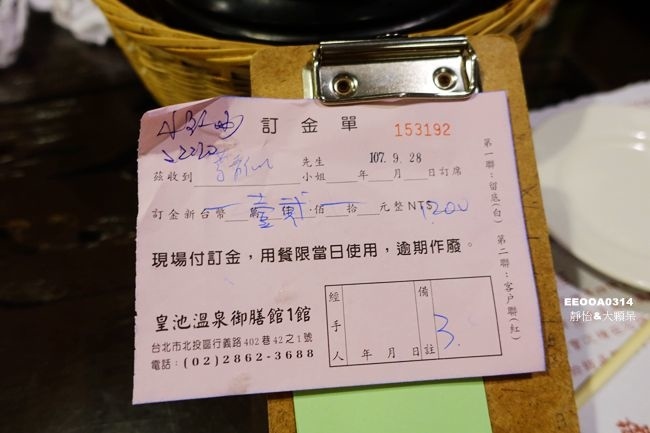 訂金單
153192
先生
107. 9. 28
茲收到
小姐 年 月 日訂席
訂金新台幣 萬 壹 仟 貳 佰 拾 元整NT$ 1200
現場付訂金，用餐限當日使用，逾期作廢。
皇池溫泉御膳館1館
台北市北投區行義路402巷42之1號
電話：(02)2862-3688
經手人
年 月 日
備註
3.
第一聯：留底(白)
第二聯：客戶聯(紅)
EEOOA0314
靜怡&大顆呆